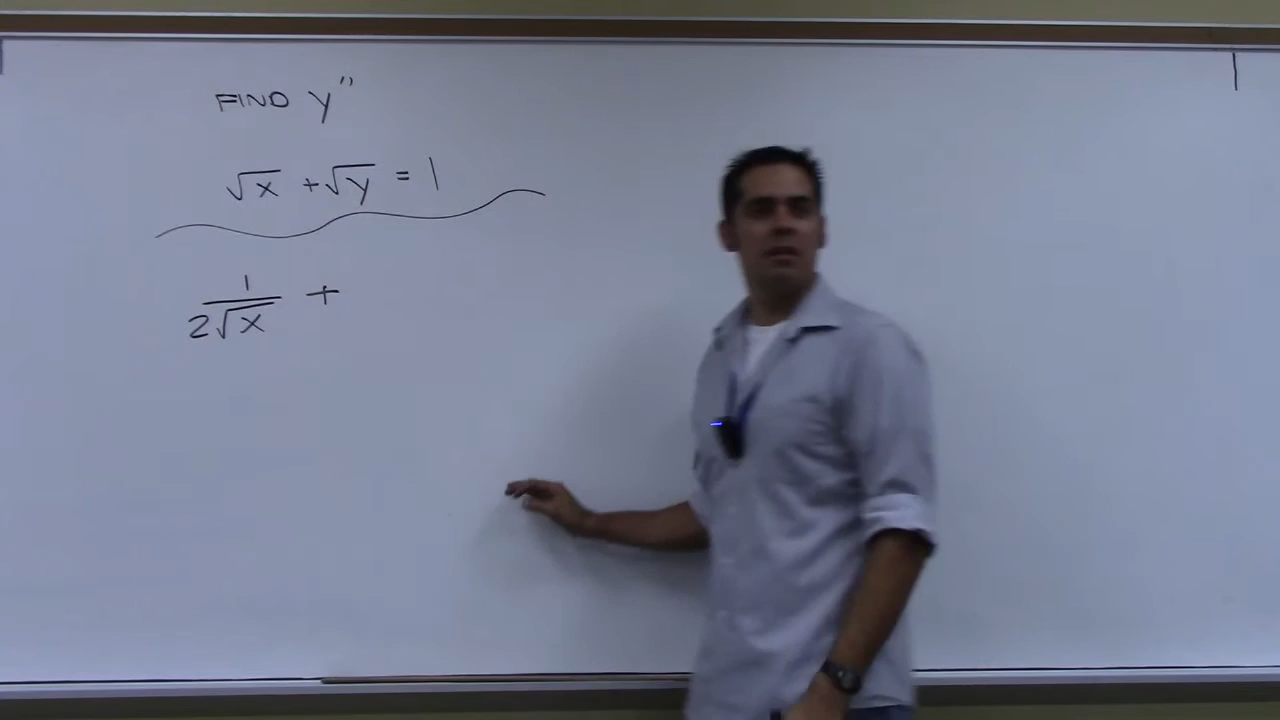 FIND y"
√x + √y = 1
1/(2√x) +